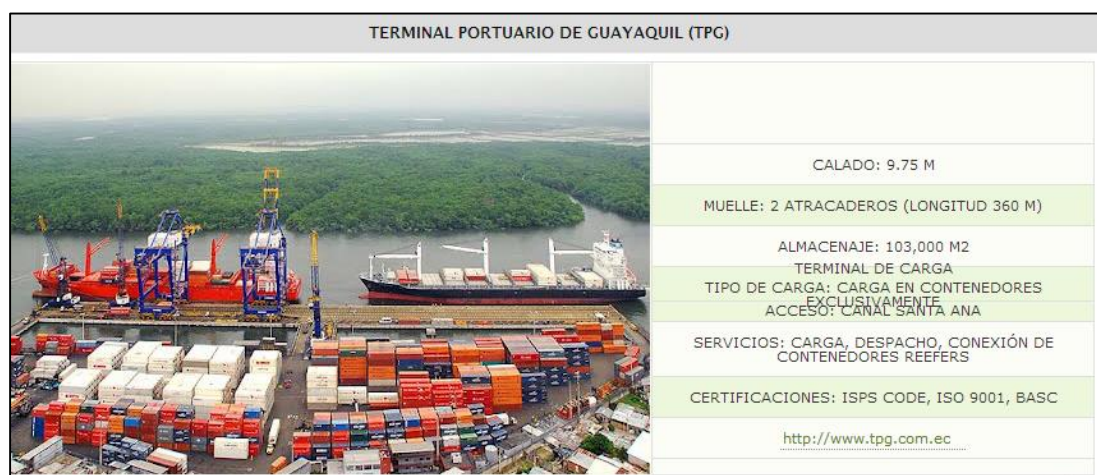 TERMINAL PORTUARIO DE GUAYAQUIL (TPG)
CALADO: 9.75 M
MUELLE: 2 ATRACADEROS (LONGITUD 360 M)
ALMACENAJE: 103,000 M2
TERMINAL DE CARGA
TIPO DE CARGA: CARGA EN CONTENEDORES
EXCLUSIVAMENTE
ACCESO: CANAL SANTA ANA
SERVICIOS: CARGA, DESPACHO, CONEXIÓN DE
CONTENEDORES REEFERS
CERTIFICACIONES: ISPS CODE, ISO 9001, BASC
http://www.tpg.com.ec